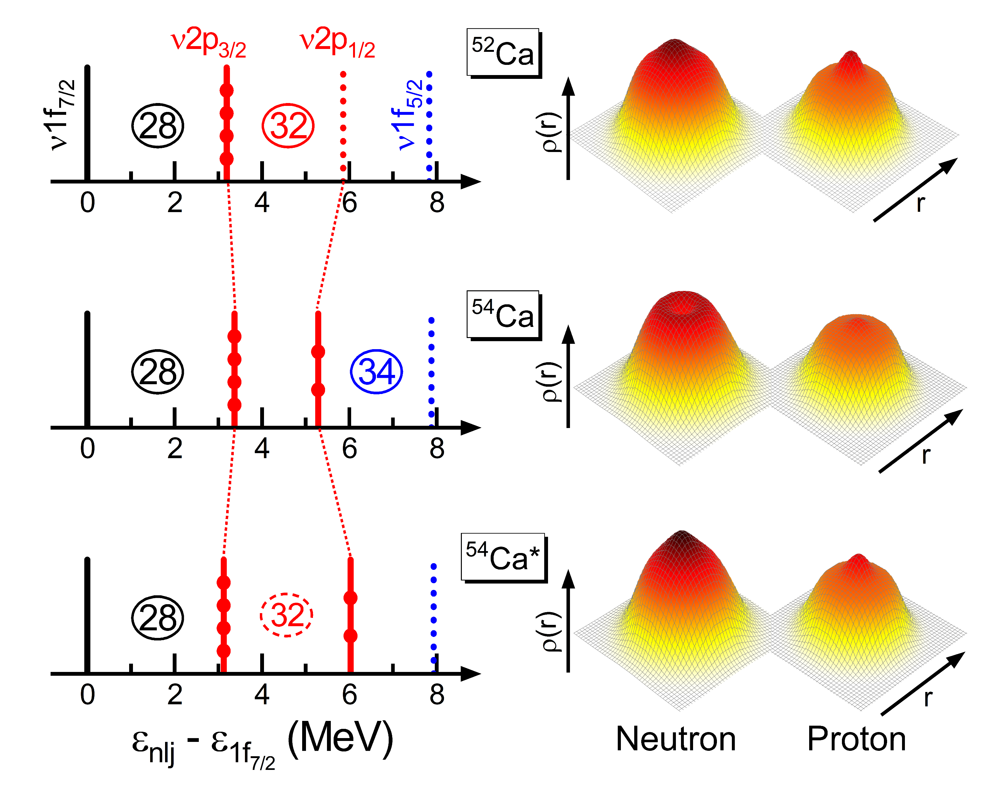 ν2p3/2 ν2p1/2
ν1f7/2 28 32 ν1f5/2
0 2 4 6 8
52Ca
ρ(r)
r
28 34
0 2 4 6 8
54Ca
ρ(r)
r
28 32
0 2 4 6 8
54Ca*
ρ(r)
r
εnlj - ε1f7/2 (MeV)
Neutron Proton